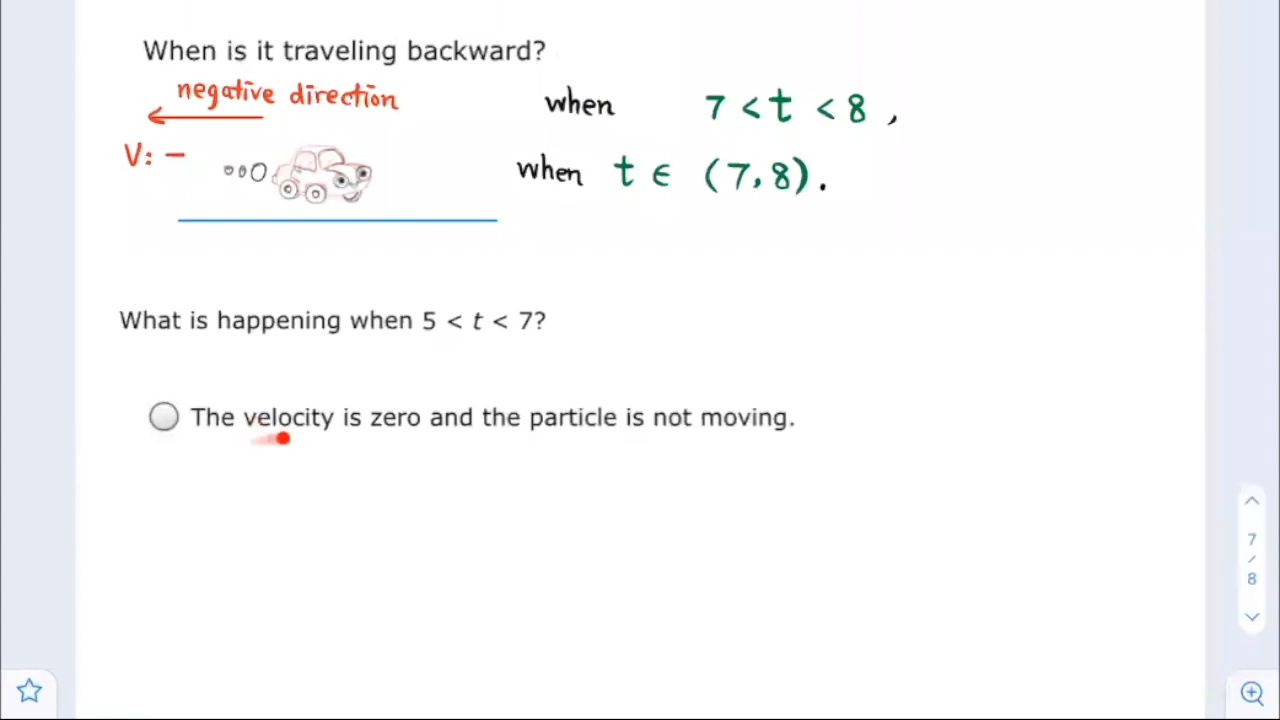 When is it traveling backward?
negative direction
when 7 < t < 8 ,
V: −
when t ∈ (7,8).
What is happening when 5 < t < 7?
The velocity is zero and the particle is not moving.
7
/
8